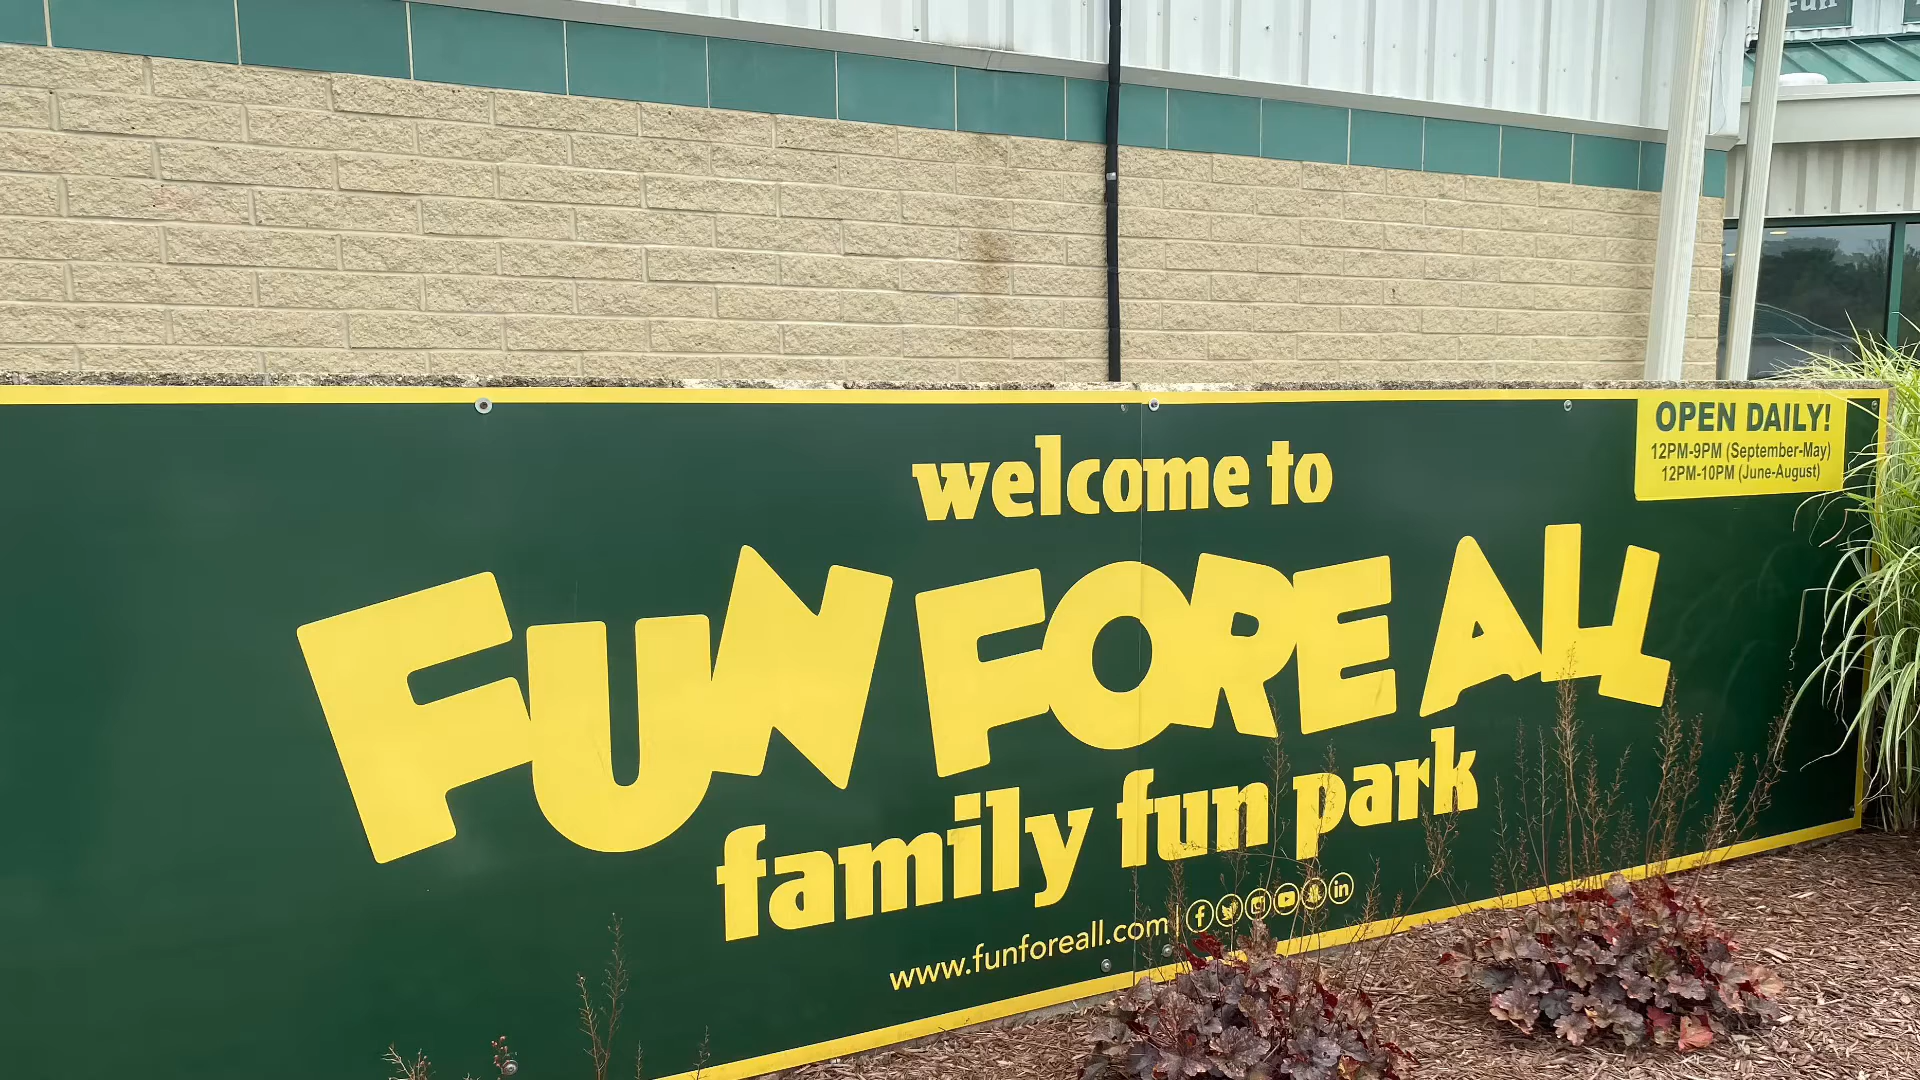 Fun
OPEN DAILY!
12PM-9PM (September-May)
12PM-10PM (June-August)
welcome to
FUN FORE ALL
family fun park
www.funforeall.com |